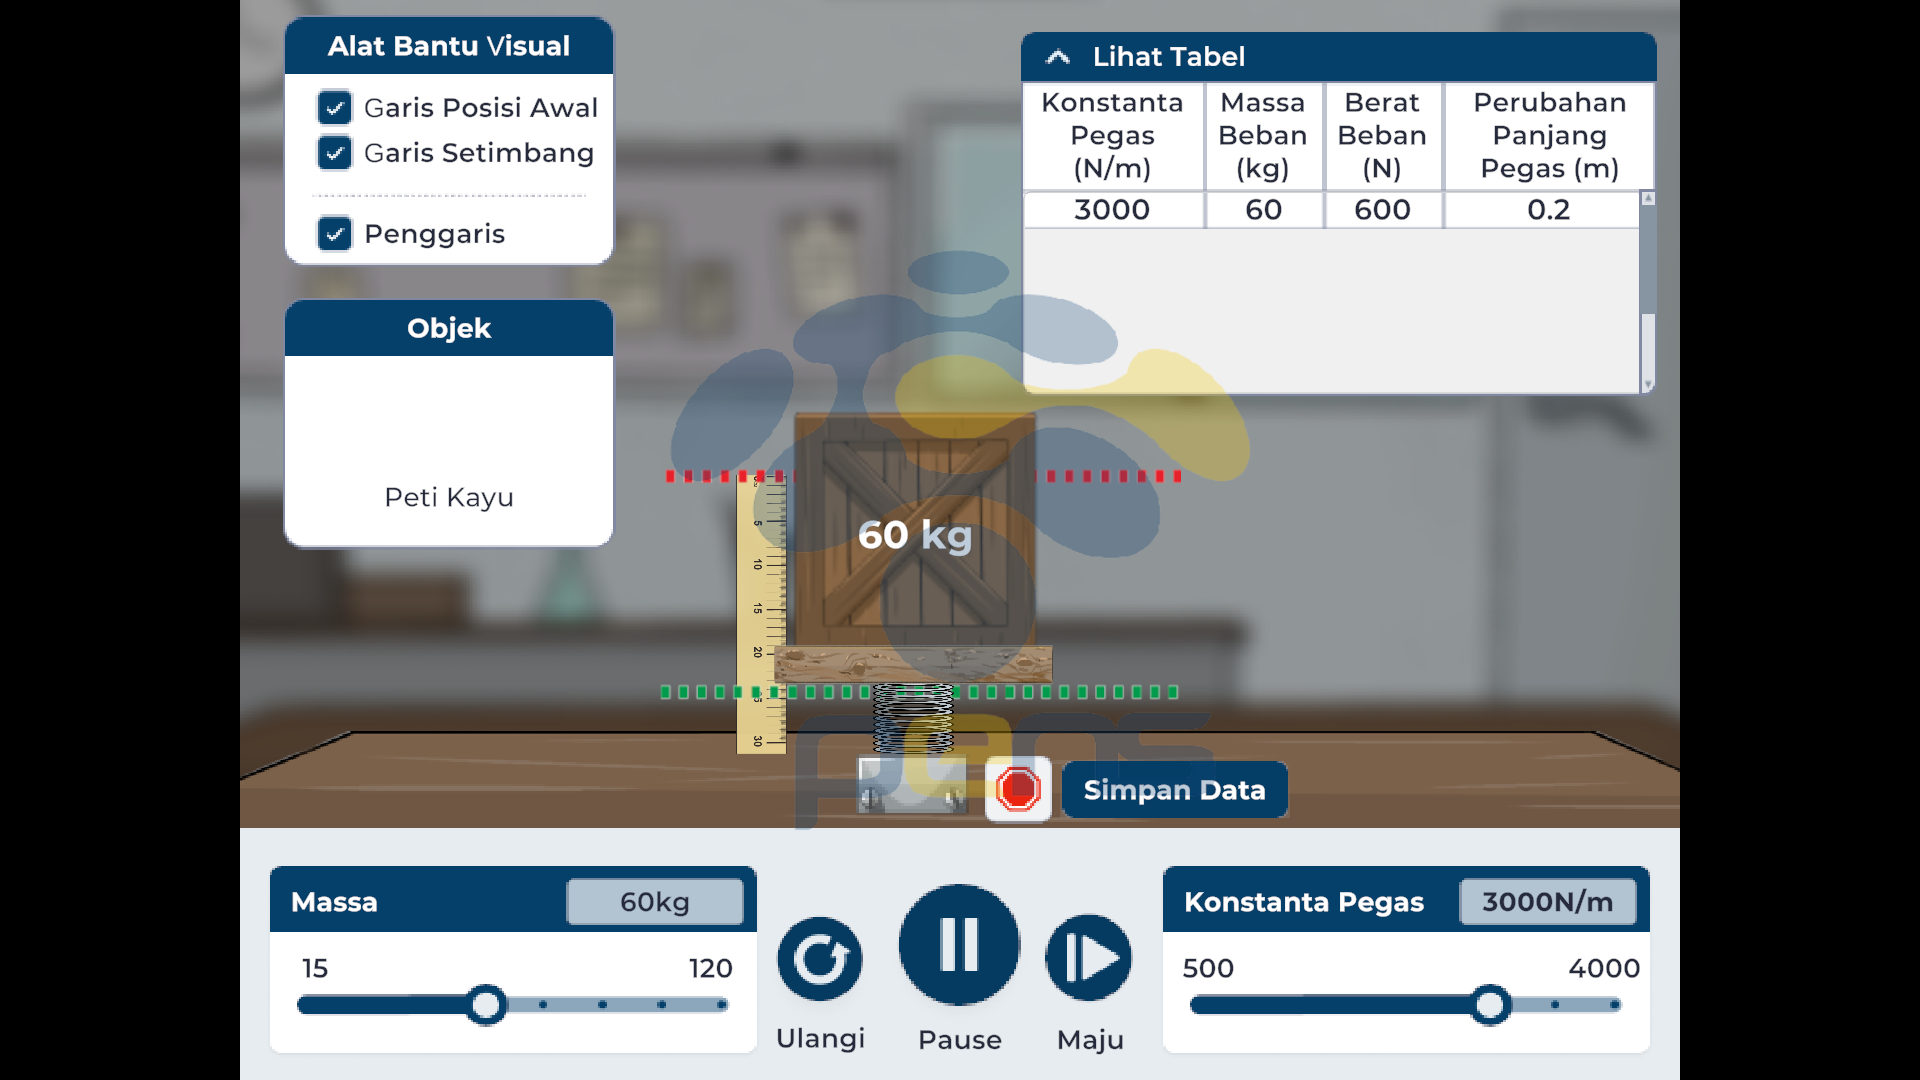 Alat Bantu Visual
Garis Posisi Awal
Garis Setimbang
Penggaris
Objek
Peti Kayu
Lihat Tabel
Konstanta Pegas (N/m) Massa Beban (kg) Berat Beban (N) Perubahan Panjang Pegas (m)
3000 60 600 0.2
60 kg
5
10
15
20
30
Simpan Data
Massa 60kg
15 120
Ulangi
Pause
Maju
Konstanta Pegas 3000N/m
500 4000